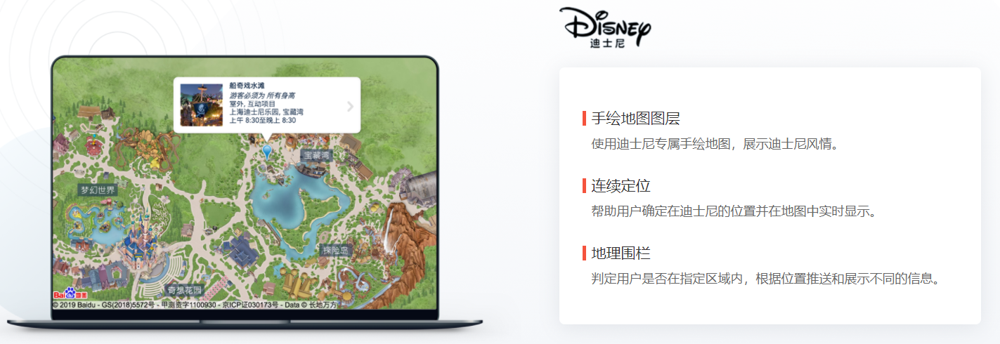 船奇戏水滩
游客必须为 所有身高
室外, 互动项目
上海迪士尼乐园, 宝藏湾
上午 8:30至晚上 8:30
宝藏湾
梦幻世界
探险岛
奇想花园
Bai du 地图
© 2019 Baidu - GS(2018)5572号 - 甲测资字1100930 - 京ICP证030173号 - Data © 长地万方
Disney
迪士尼
手绘地图图层
使用迪士尼专属手绘地图，展示迪士尼风情。
连续定位
帮助用户确定在迪士尼的位置并在地图中实时显示。
地理围栏
判定用户是否在指定区域内，根据位置推送和展示不同的信息。